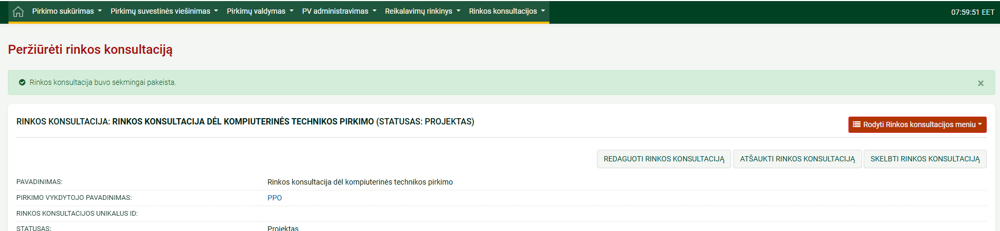 Pirkimo sukūrimas Pirkimų suvestinės viešinimas Pirkimų valdymas PV administravimas Reikalavimų rinkinys Rinkos konsultacijos 07:59:51 EET
Peržiūrėti rinkos konsultaciją
Rinkos konsultacija buvo sėkmingai pakeista. ×
RINKOS KONSULTACIJA: RINKOS KONSULTACIJA DĖL KOMPIUTERINĖS TECHNIKOS PIRKIMO (STATUSAS: PROJEKTAS)
Rodyti Rinkos konsultacijos meniu
REDAGUOTI RINKOS KONSULTACIJĄ ATŠAUKTI RINKOS KONSULTACIJĄ SKELBTI RINKOS KONSULTACIJĄ
PAVADINIMAS: Rinkos konsultacija dėl kompiuterinės technikos pirkimo
PIRKIMO VYKDYTOJO PAVADINIMAS: PPO
RINKOS KONSULTACIJOS UNIKALUS ID:
STATUSAS: Projektas